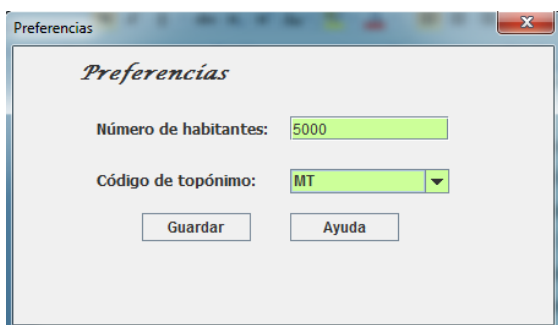 Preferencias
Preferencias
Número de habitantes: 5000
Código de topónimo: MT
Guardar Ayuda